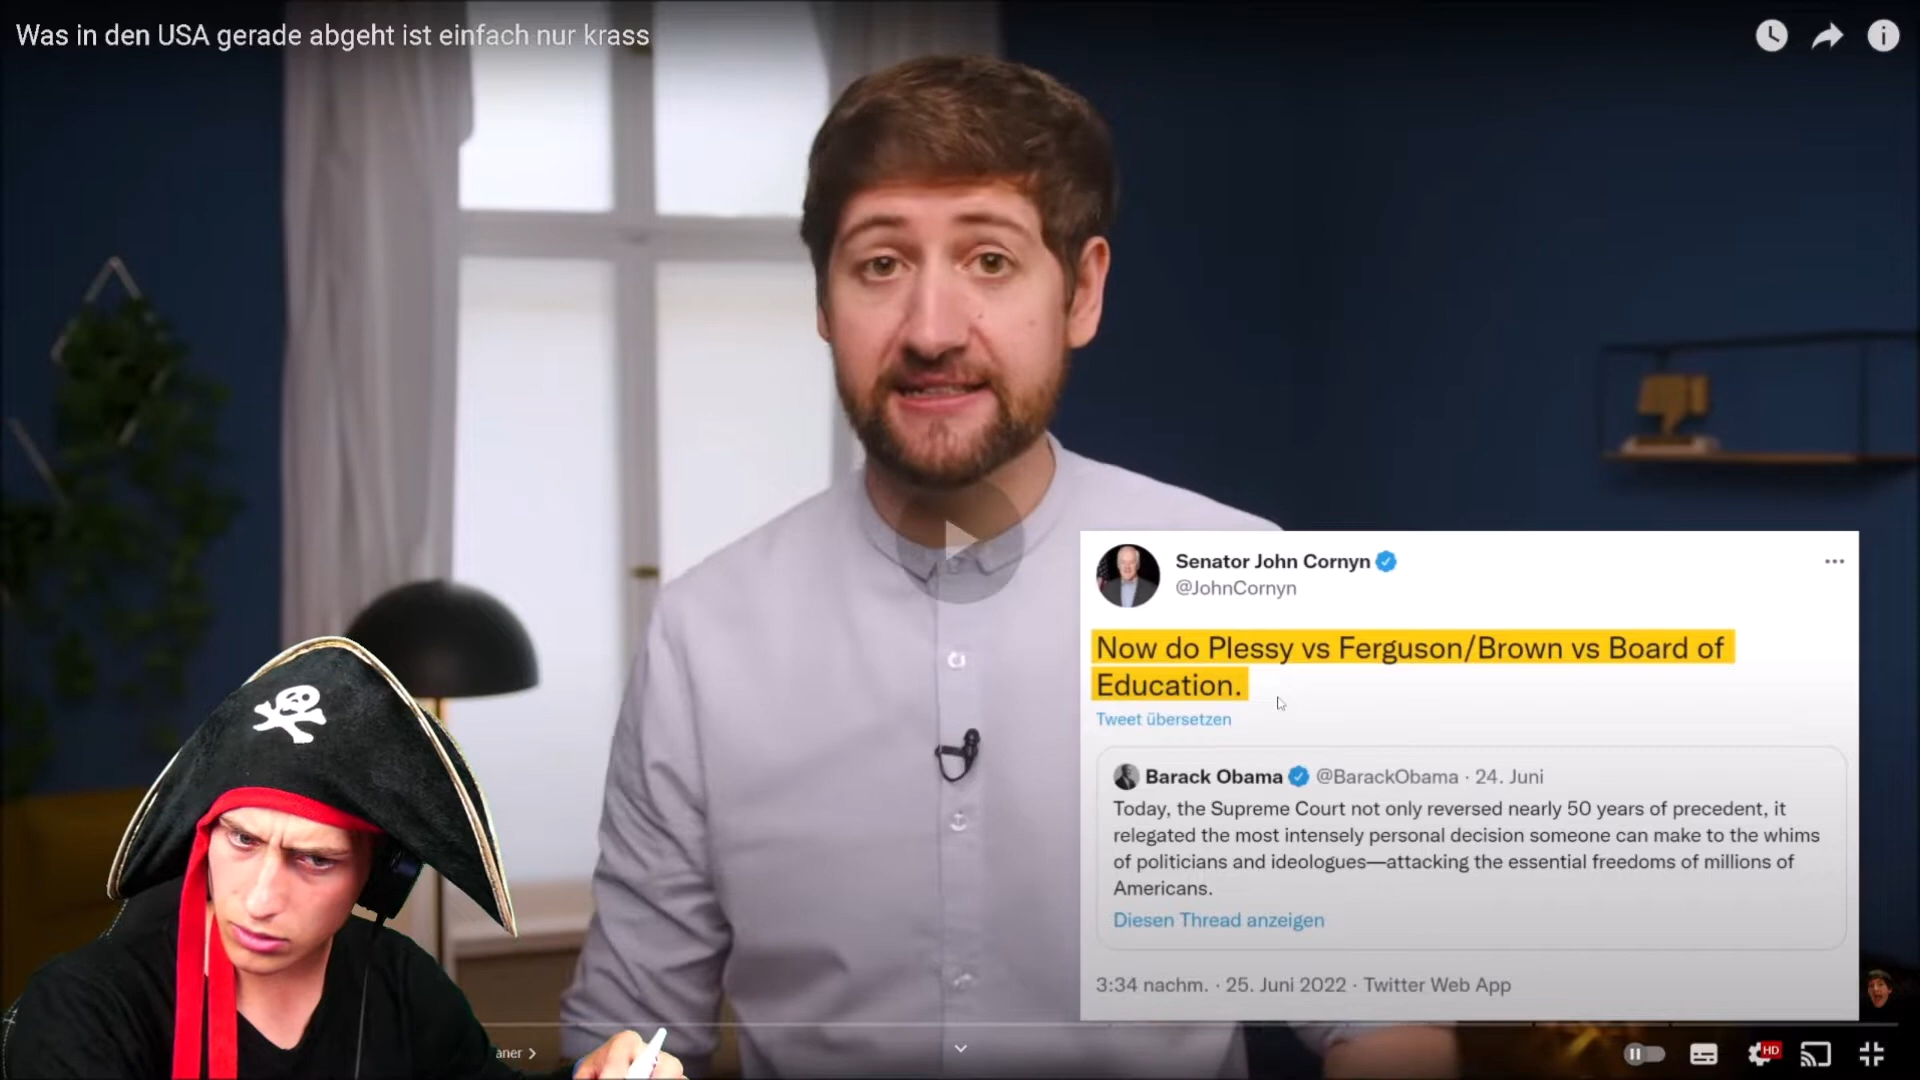 Was in den USA gerade abgeht ist einfach nur krass
Senator John Cornyn
@JohnCornyn
Now do Plessy vs Ferguson/Brown vs Board of
Education.
Tweet übersetzen
Barack Obama @BarackObama · 24. Juni
Today, the Supreme Court not only reversed nearly 50 years of precedent, it
relegated the most intensely personal decision someone can make to the whims
of politicians and ideologues—attacking the essential freedoms of millions of
Americans.
Diesen Thread anzeigen
3:34 nachm. · 25. Juni 2022 · Twitter Web App
aner
HD